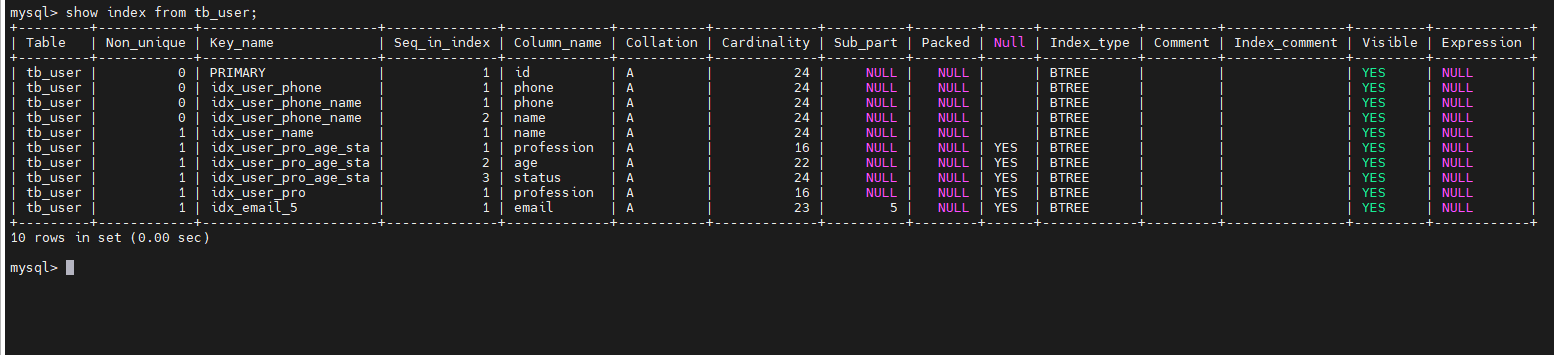 mysql> show index from tb_user;
+---------+------------+----------------------+--------------+-------------+-----------+-------------+----------+--------+------+------------+---------+---------------+---------+------------+
| Table   | Non_unique | Key_name             | Seq_in_index | Column_name | Collation | Cardinality | Sub_part | Packed | Null | Index_type | Comment | Index_comment | Visible | Expression |
+---------+------------+----------------------+--------------+-------------+-----------+-------------+----------+--------+------+------------+---------+---------------+---------+------------+
| tb_user |          0 | PRIMARY              |            1 | id          | A         |          24 |     NULL |   NULL |      | BTREE      |         |               | YES     | NULL       |
| tb_user |          0 | idx_user_phone       |            1 | phone       | A         |          24 |     NULL |   NULL |      | BTREE      |         |               | YES     | NULL       |
| tb_user |          0 | idx_user_phone_name  |            1 | phone       | A         |          24 |     NULL |   NULL |      | BTREE      |         |               | YES     | NULL       |
| tb_user |          0 | idx_user_phone_name  |            2 | name        | A         |          24 |     NULL |   NULL |      | BTREE      |         |               | YES     | NULL       |
| tb_user |          1 | idx_user_name        |            1 | name        | A         |          24 |     NULL |   NULL |      | BTREE      |         |               | YES     | NULL       |
| tb_user |          1 | idx_user_pro_age_sta |            1 | profession  | A         |          16 |     NULL |   NULL | YES  | BTREE      |         |               | YES     | NULL       |
| tb_user |          1 | idx_user_pro_age_sta |            2 | age         | A         |          22 |     NULL |   NULL | YES  | BTREE      |         |               | YES     | NULL       |
| tb_user |          1 | idx_user_pro_age_sta |            3 | status      | A         |          24 |     NULL |   NULL | YES  | BTREE      |         |               | YES     | NULL       |
| tb_user |          1 | idx_user_pro         |            1 | profession  | A         |          16 |     NULL |   NULL | YES  | BTREE      |         |               | YES     | NULL       |
| tb_user |          1 | idx_email_5          |            1 | email       | A         |          23 |        5 |   NULL | YES  | BTREE      |         |               | YES     | NULL       |
+---------+------------+----------------------+--------------+-------------+-----------+-------------+----------+--------+------+------------+---------+---------------+---------+------------+
10 rows in set (0.00 sec)
mysql>